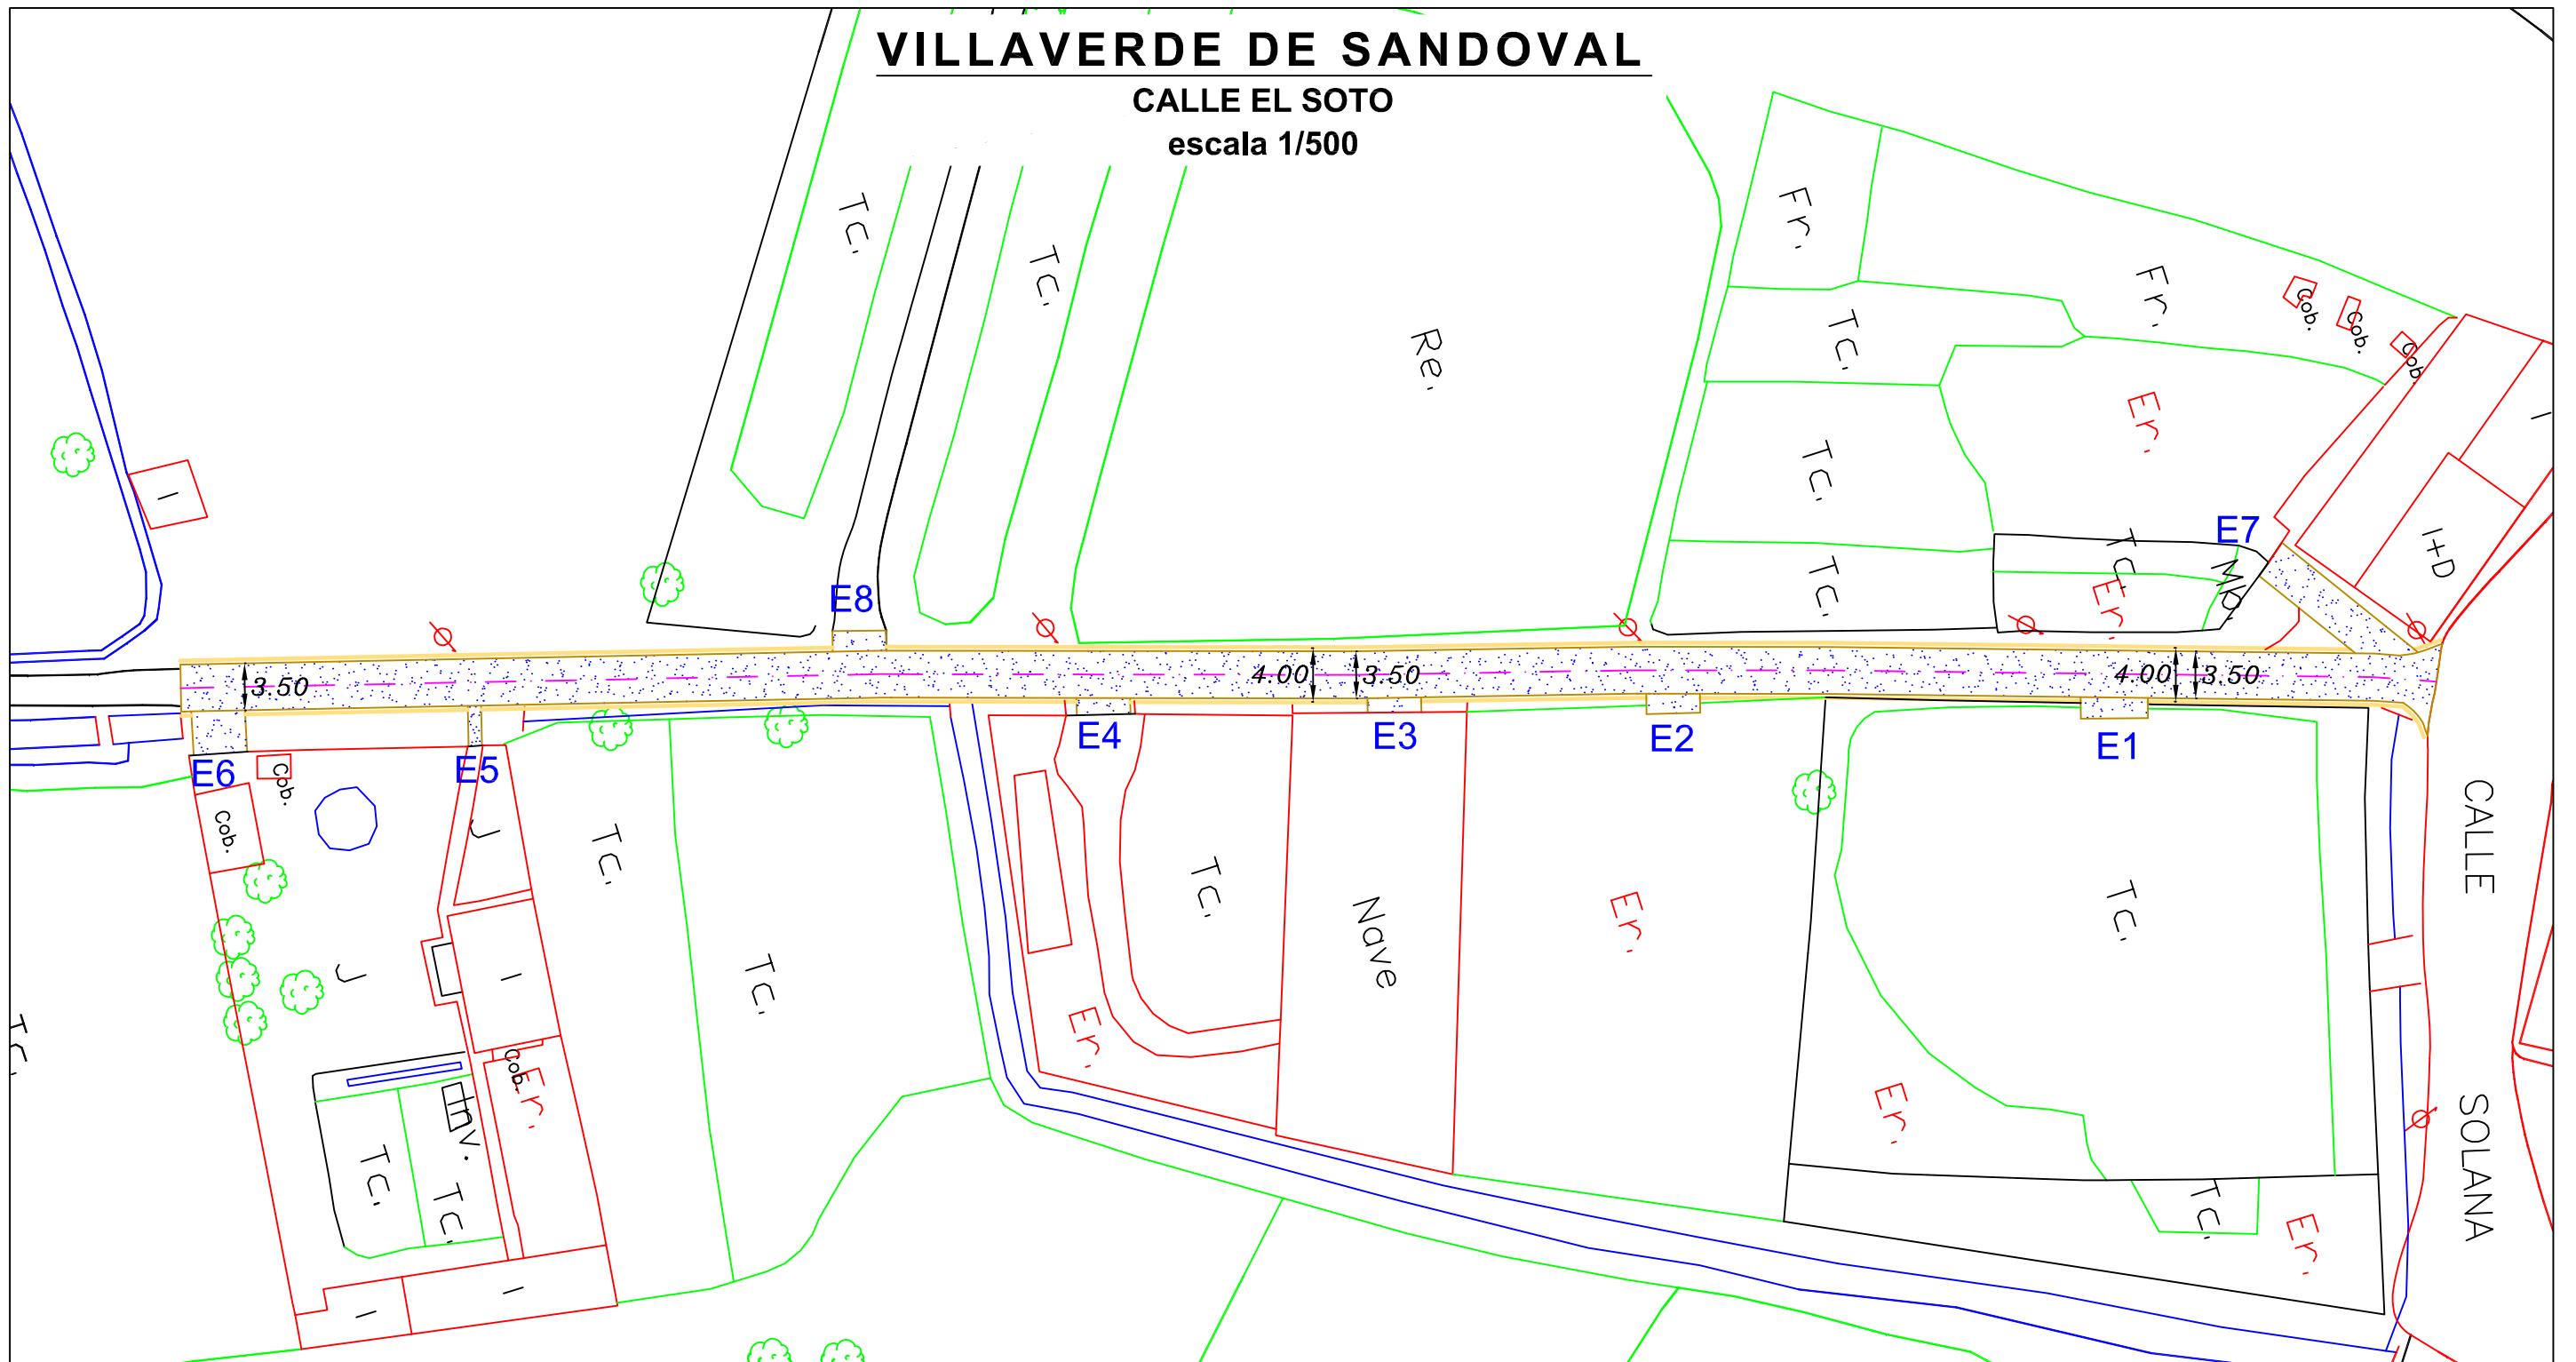 VILLAVERDE DE SANDOVAL
CALLE EL SOTO
escala 1/500
Tc.
Tc.
Re.
Fr.
Fr.
Tc.
Cob.
Cob.
Cob.
Er.
I
Tc.
I
I+D
E7
Tc.
Tc.
Er.
Mp.
E8
3.50
4.00
3.50
4.00
3.50
E6
E5
E4
E3
E2
E1
Cob.
Cob.
J
Tc.
Tc.
Nave
Er.
Tc.
CALLE
J
I
Tc.
Er.
Tc.
Cob.
Er.
Inv.
Er.
Tc.
Tc.
Tc.
Er.
SOLANA
I
I